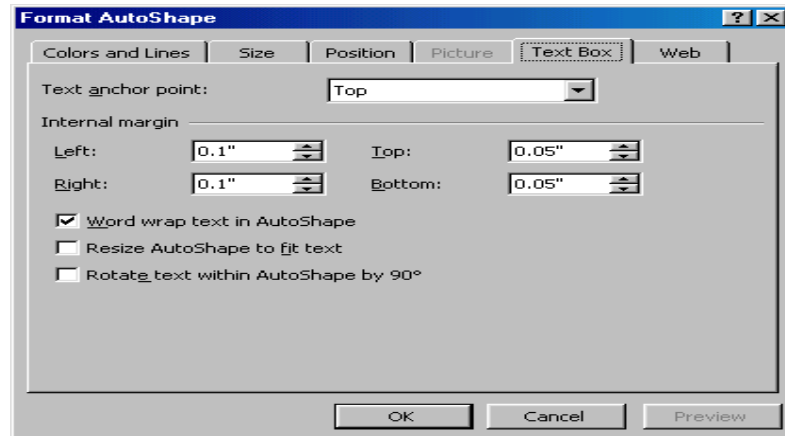 Format AutoShape
Colors and Lines Size Position Picture Text Box Web
Text anchor point: Top
Internal margin
Left: 0.1" Top: 0.05"
Right: 0.1" Bottom: 0.05"
Word wrap text in AutoShape
Resize AutoShape to fit text
Rotate text within AutoShape by 90°
OK Cancel Preview